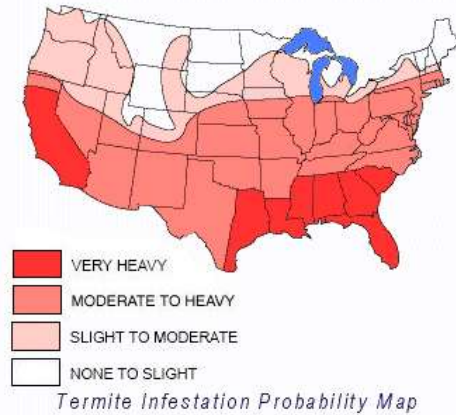 VERY HEAVY
MODERATE TO HEAVY
SLIGHT TO MODERATE
NONE TO SLIGHT
Termite Infestation Probability Map